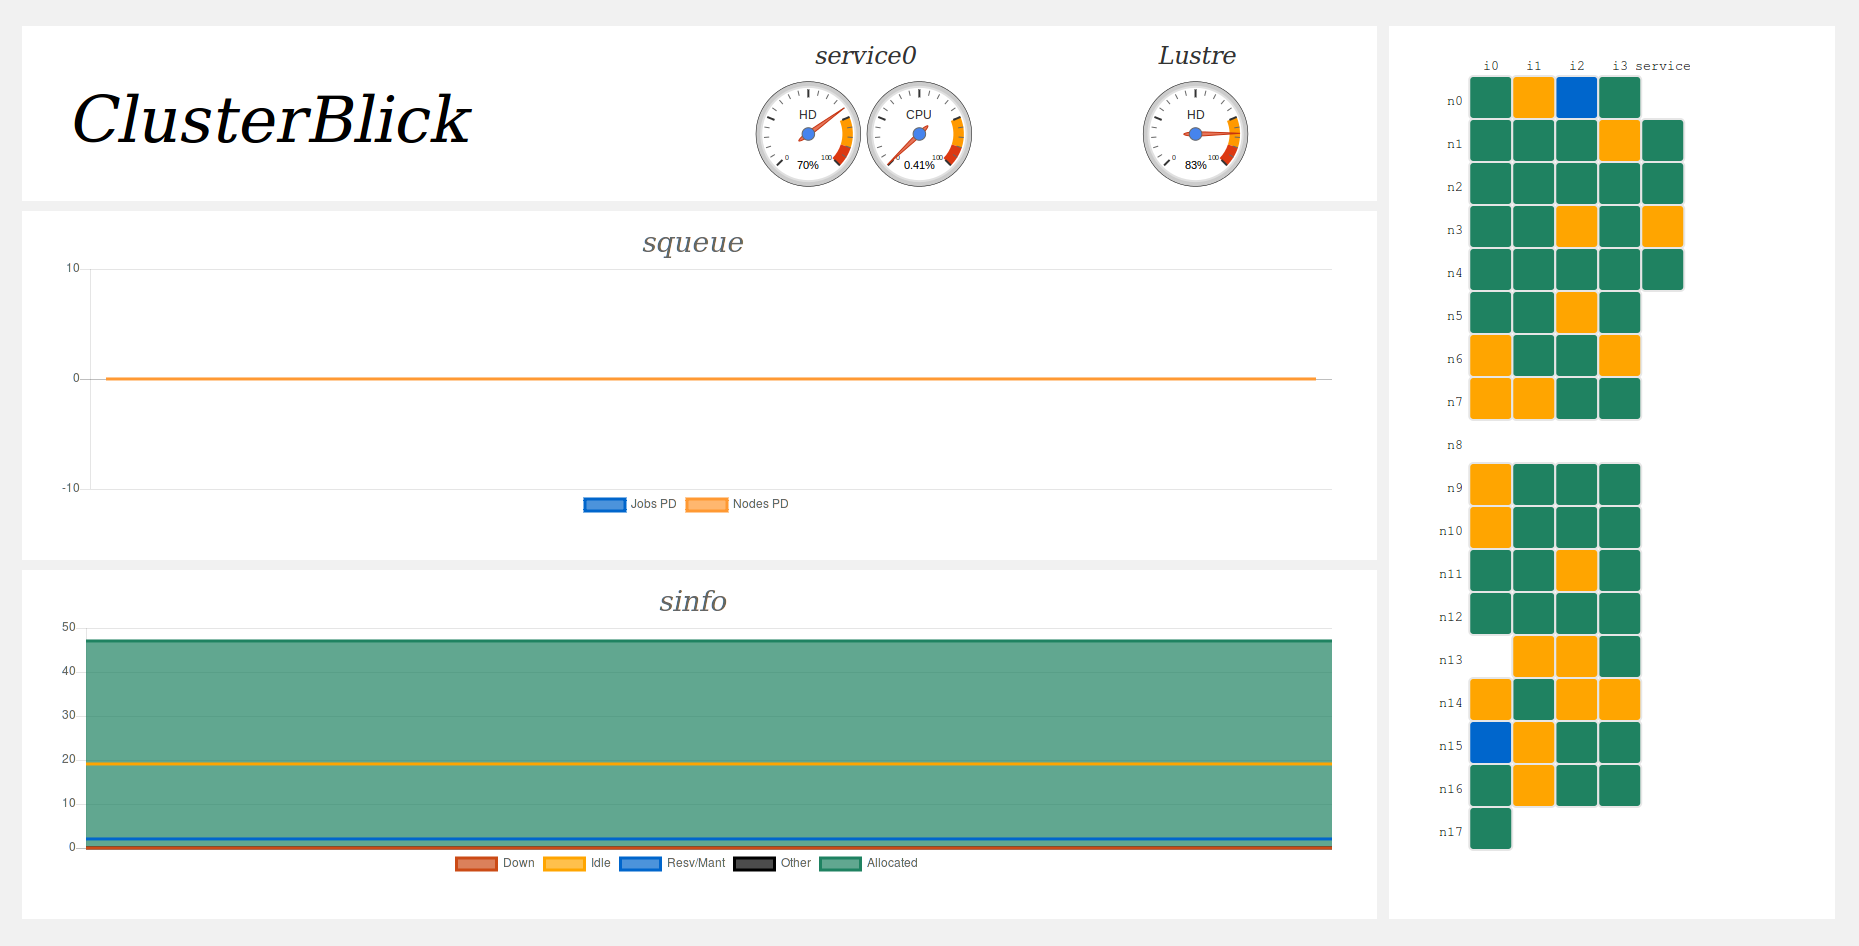 ClusterBlick
service0
HD
0 100
70%
CPU
0 100
0.41%
Lustre
HD
0 100
83%
squeue
10
0
-10
Jobs PD Nodes PD
sinfo
50
40
30
20
10
0
Down Idle Resv/Mant Other Allocated
i0 i1 i2 i3 service
n0
n1
n2
n3
n4
n5
n6
n7
n8
n9
n10
n11
n12
n13
n14
n15
n16
n17